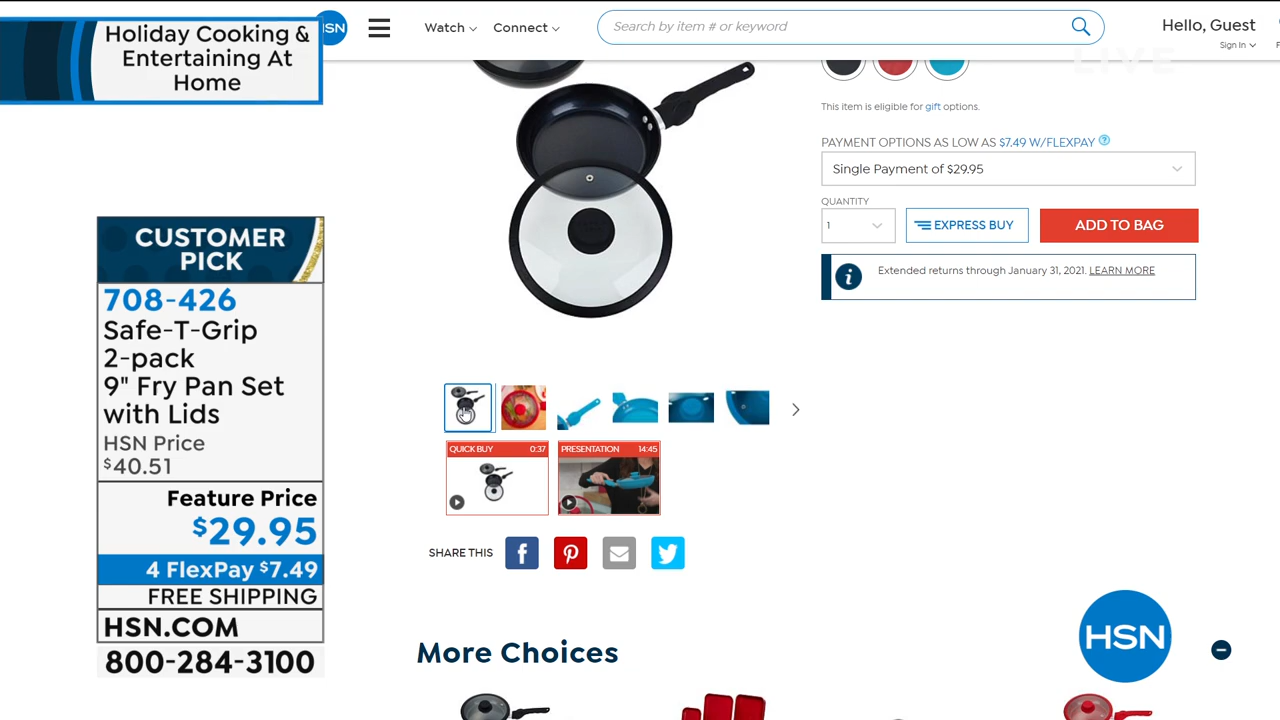 Holiday Cooking &
Entertaining At
Home
HSN
Watch
Connect
Search by item # or keyword
Hello, Guest
Sign In
LIVE
This item is eligible for gift options.
PAYMENT OPTIONS AS LOW AS $7.49 W/FLEXPAY ?
Single Payment of $29.95
QUANTITY
1
EXPRESS BUY
ADD TO BAG
i
Extended returns through January 31, 2021. LEARN MORE
CUSTOMER
PICK
708-426
Safe-T-Grip
2-pack
9" Fry Pan Set
with Lids
HSN Price
$40.51
Feature Price
$29.95
4 FlexPay $7.49
FREE SHIPPING
HSN.COM
800-284-3100
QUICK BUY 0:37
PRESENTATION 14:45
SHARE THIS
More Choices
HSN